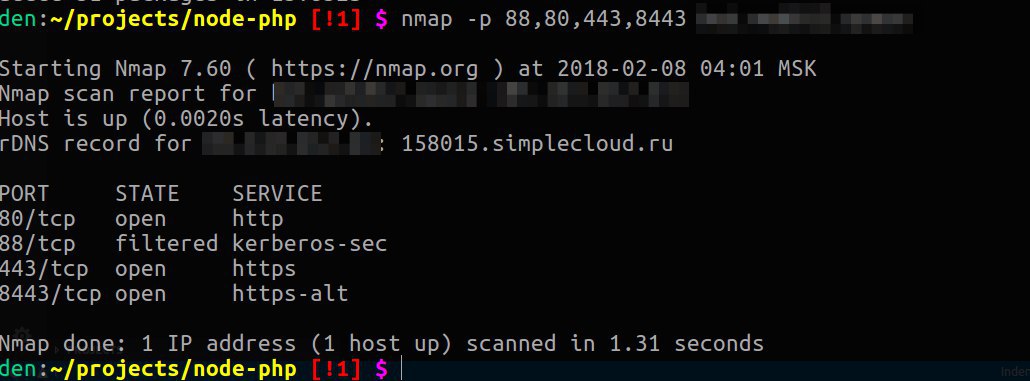 den:~/projects/node-php [!1] $ nmap -p 88,80,443,8443
Starting Nmap 7.60 ( https://nmap.org ) at 2018-02-08 04:01 MSK
Nmap scan report for
Host is up (0.0020s latency).
rDNS record for : 158015.simplecloud.ru
PORT STATE SERVICE
80/tcp open http
88/tcp filtered kerberos-sec
443/tcp open https
8443/tcp open https-alt
Nmap done: 1 IP address (1 host up) scanned in 1.31 seconds
den:~/projects/node-php [!1] $